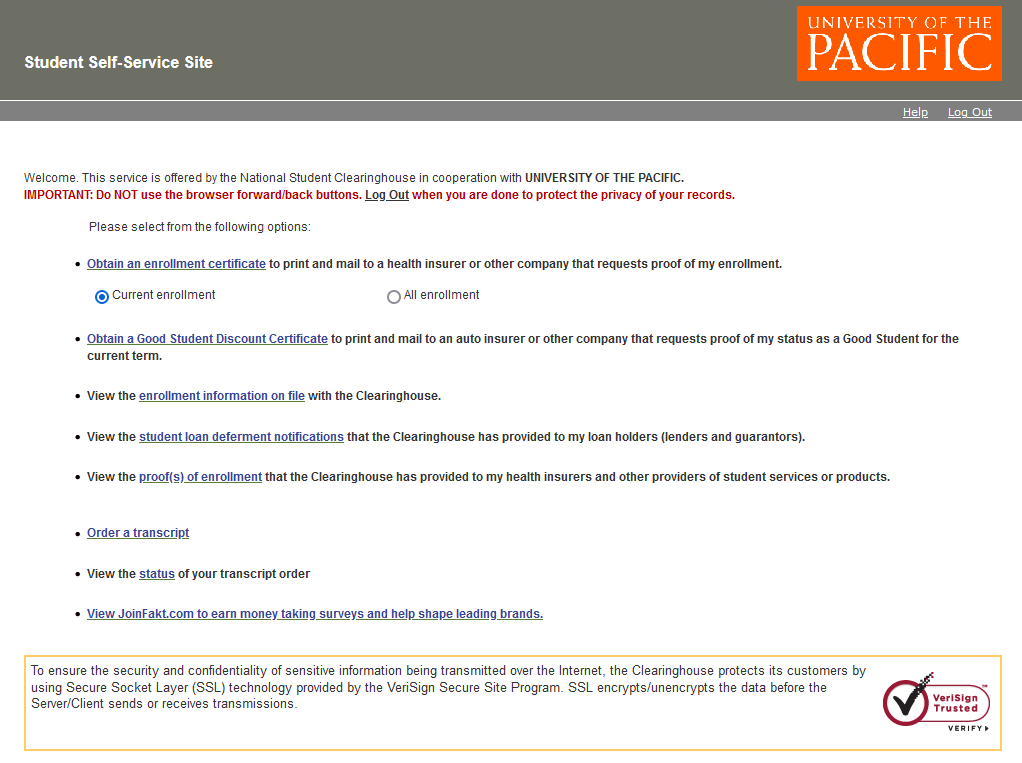 UNIVERSITY OF THE
PACIFIC
Student Self-Service Site
Help Log Out
Welcome. This service is offered by the National Student Clearinghouse in cooperation with UNIVERSITY OF THE PACIFIC.
IMPORTANT: Do NOT use the browser forward/back buttons. Log Out when you are done to protect the privacy of your records.
Please select from the following options:
• Obtain an enrollment certificate to print and mail to a health insurer or other company that requests proof of my enrollment.
Current enrollment All enrollment
• Obtain a Good Student Discount Certificate to print and mail to an auto insurer or other company that requests proof of my status as a Good Student for the
current term.
• View the enrollment information on file with the Clearinghouse.
• View the student loan deferment notifications that the Clearinghouse has provided to my loan holders (lenders and guarantors).
• View the proof(s) of enrollment that the Clearinghouse has provided to my health insurers and other providers of student services or products.
• Order a transcript
• View the status of your transcript order
• View JoinFakt.com to earn money taking surveys and help shape leading brands.
To ensure the security and confidentiality of sensitive information being transmitted over the Internet, the Clearinghouse protects its customers by
using Secure Socket Layer (SSL) technology provided by the VeriSign Secure Site Program. SSL encrypts/unencrypts the data before the
Server/Client sends or receives transmissions.
VeriSign™
Trusted
VERIFY